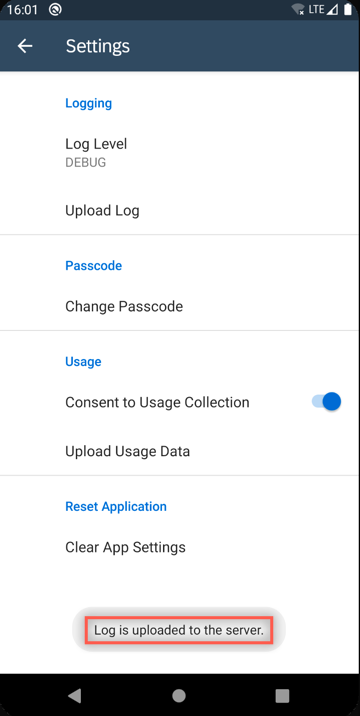 16:01
LTE
Settings
Logging
Log Level
DEBUG
Upload Log
Passcode
Change Passcode
Usage
Consent to Usage Collection
Upload Usage Data
Reset Application
Clear App Settings
Log is uploaded to the server.